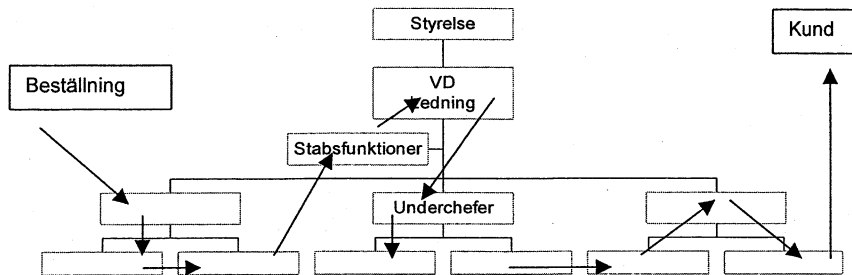 Styrelse
Kund
Beställning
VD
Ledning
Stabsfunktioner
Underchefer